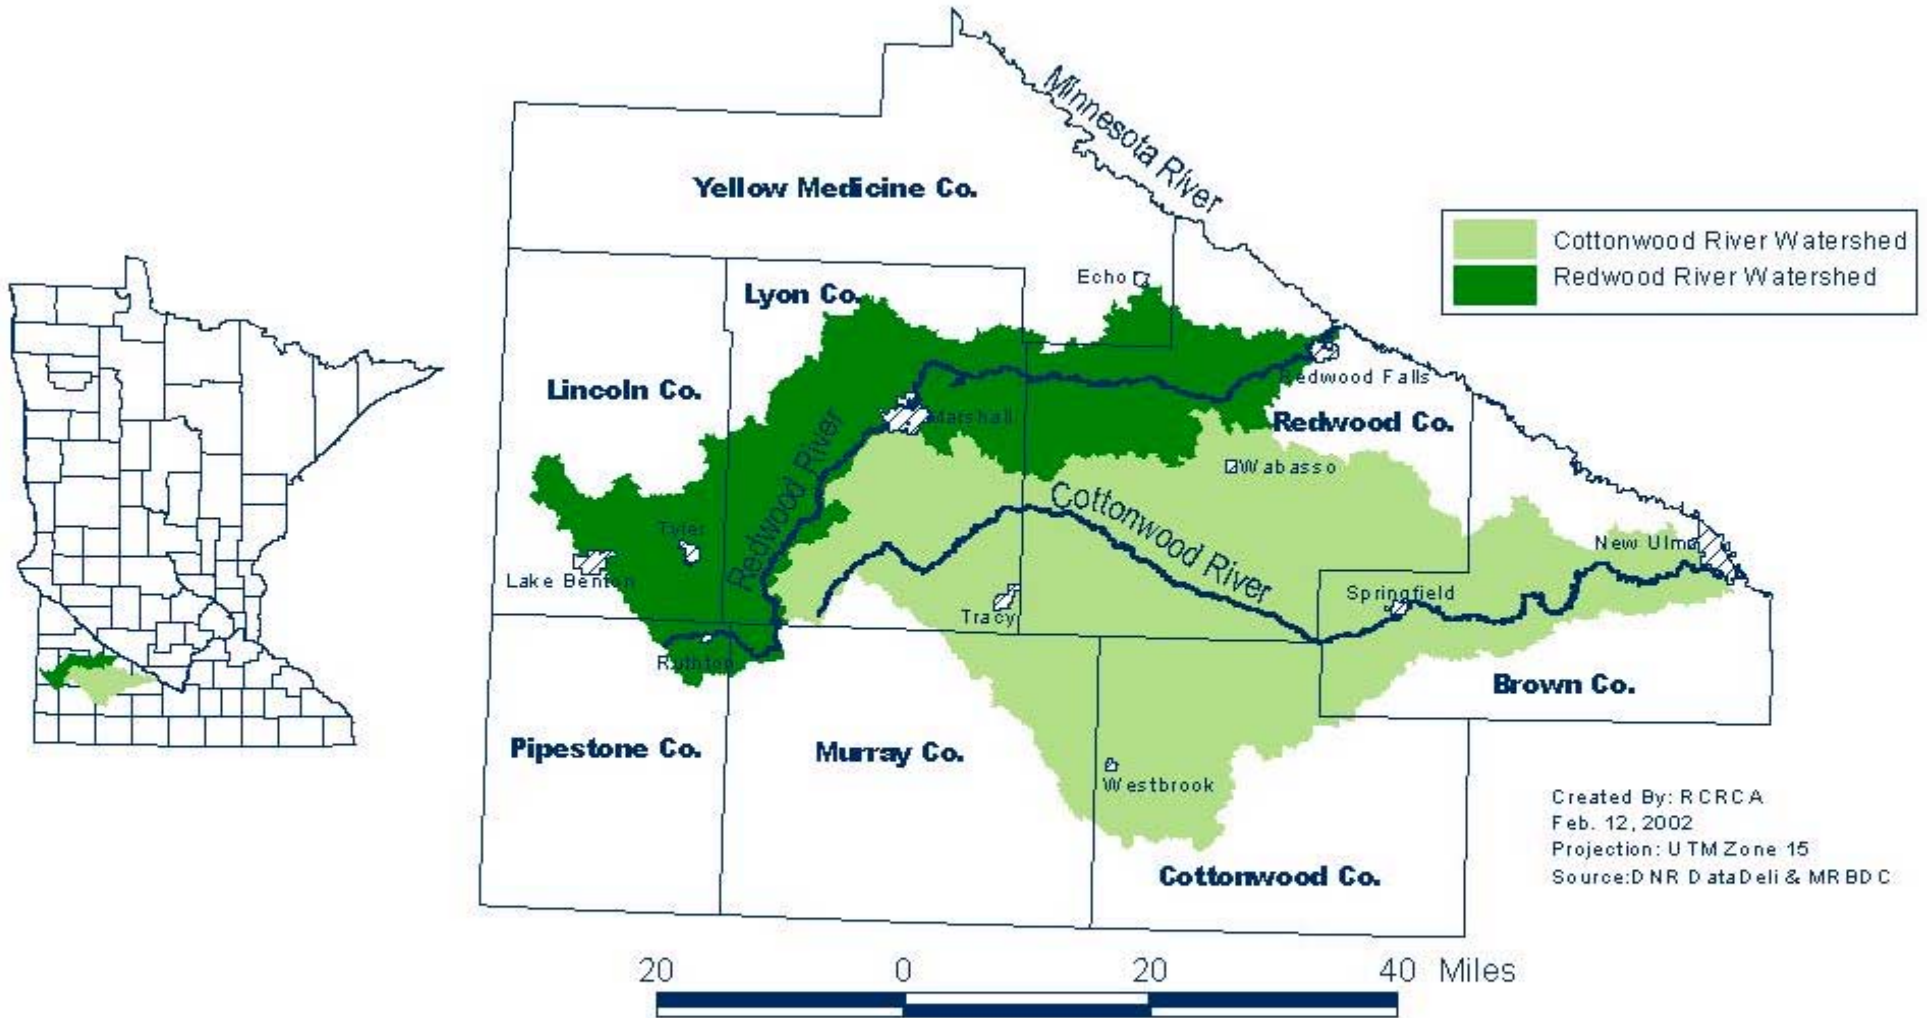 Minnesota River
Yellow Medicine Co.
Cottonwood River Watershed
Redwood River Watershed
Echo
Lyon Co.
Lincoln Co.
Redwood Falls
Marshall
Redwood Co.
Redwood River
Wabasso
Cottonwood River
Tyler
New Ulm
Lake Benton
Springfield
Tracy
Ruthton
Brown Co.
Pipestone Co.
Murray Co.
Westbrook
Cottonwood Co.
Created By: RCRCA
Feb. 12, 2002
Projection: UTM Zone 15
Source:DNR DataDeli & MRBDC
20 0 20 40 Miles